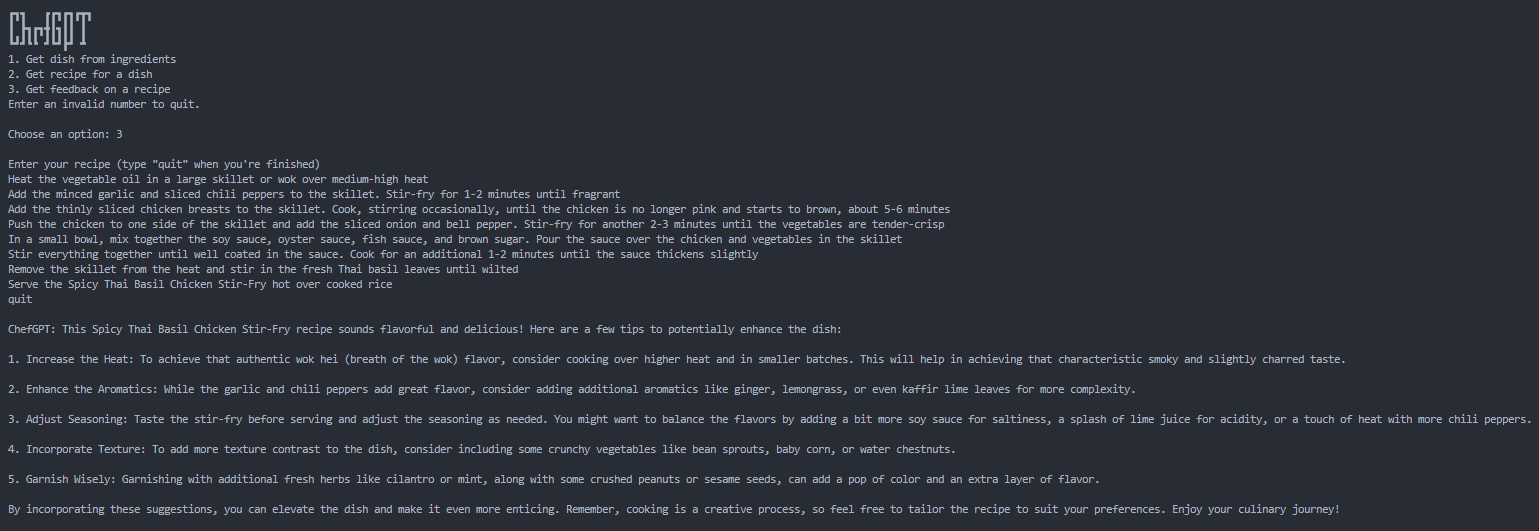 ChefGPT
1. Get dish from ingredients
2. Get recipe for a dish
3. Get feedback on a recipe
Enter an invalid number to quit.
Choose an option: 3
Enter your recipe (type "quit" when you're finished)
Heat the vegetable oil in a large skillet or wok over medium-high heat
Add the minced garlic and sliced chili peppers to the skillet. Stir-fry for 1-2 minutes until fragrant
Add the thinly sliced chicken breasts to the skillet. Cook, stirring occasionally, until the chicken is no longer pink and starts to brown, about 5-6 minutes
Push the chicken to one side of the skillet and add the sliced onion and bell pepper. Stir-fry for another 2-3 minutes until the vegetables are tender-crisp
In a small bowl, mix together the soy sauce, oyster sauce, fish sauce, and brown sugar. Pour the sauce over the chicken and vegetables in the skillet
Stir everything together until well coated in the sauce. Cook for an additional 1-2 minutes until the sauce thickens slightly
Remove the skillet from the heat and stir in the fresh Thai basil leaves until wilted
Serve the Spicy Thai Basil Chicken Stir-Fry hot over cooked rice
quit
ChefGPT: This Spicy Thai Basil Chicken Stir-Fry recipe sounds flavorful and delicious! Here are a few tips to potentially enhance the dish:
1. Increase the Heat: To achieve that authentic wok hei (breath of the wok) flavor, consider cooking over higher heat and in smaller batches. This will help in achieving that characteristic smoky and slightly charred taste.
2. Enhance the Aromatics: While the garlic and chili peppers add great flavor, consider adding additional aromatics like ginger, lemongrass, or even kaffir lime leaves for more complexity.
3. Adjust Seasoning: Taste the stir-fry before serving and adjust the seasoning as needed. You might want to balance the flavors by adding a bit more soy sauce for saltiness, a splash of lime juice for acidity, or a touch of heat with more chili peppers.
4. Incorporate Texture: To add more texture contrast to the dish, consider including some crunchy vegetables like bean sprouts, baby corn, or water chestnuts.
5. Garnish Wisely: Garnishing with additional fresh herbs like cilantro or mint, along with some crushed peanuts or sesame seeds, can add a pop of color and an extra layer of flavor.
By incorporating these suggestions, you can elevate the dish and make it even more enticing. Remember, cooking is a creative process, so feel free to tailor the recipe to suit your preferences. Enjoy your culinary journey!